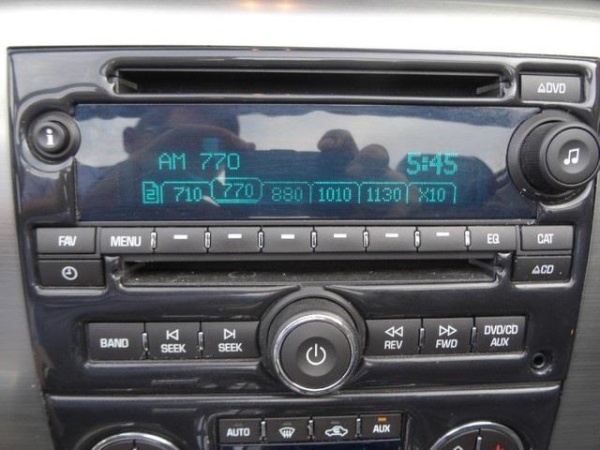 △DVD
i
AM 770 5:45
2 710 770 880 1010 1130 X10
FAV MENU EQ CAT
△CD
BAND SEEK SEEK REV FWD DVD/CD AUX
AUTO AUX